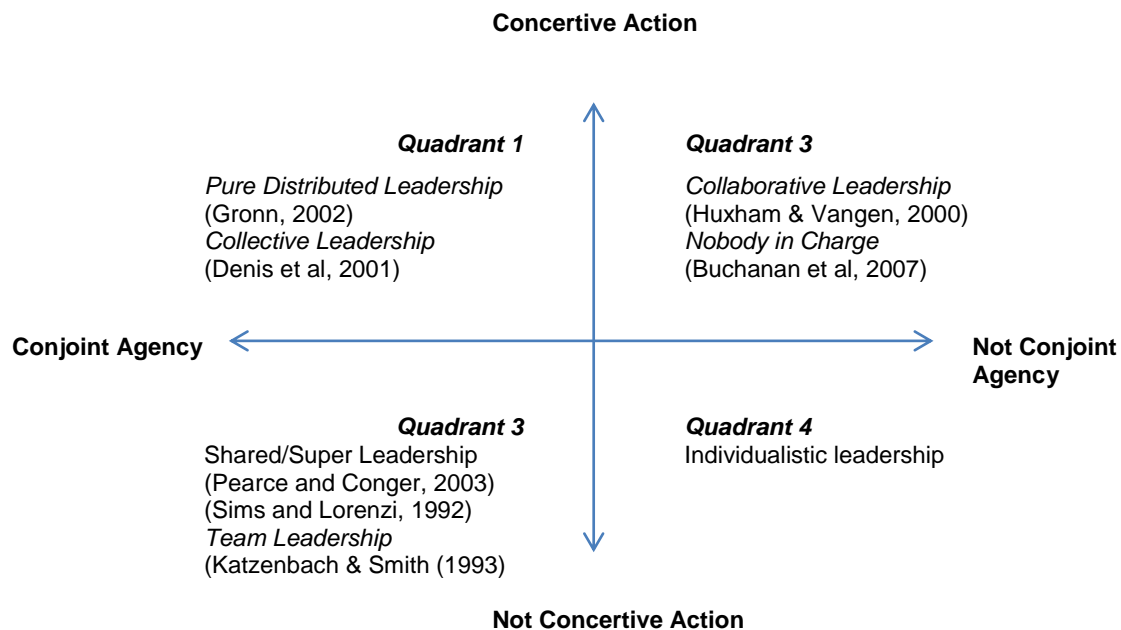 Concertive Action
Quadrant 1
Pure Distributed Leadership
(Gronn, 2002)
Collective Leadership
(Denis et al, 2001)
Quadrant 3
Collaborative Leadership
(Huxham & Vangen, 2000)
Nobody in Charge
(Buchanan et al, 2007)
Conjoint Agency
Not Conjoint
Agency
Quadrant 3
Shared/Super Leadership
(Pearce and Conger, 2003)
(Sims and Lorenzi, 1992)
Team Leadership
(Katzenbach & Smith (1993)
Quadrant 4
Individualistic leadership
Not Concertive Action